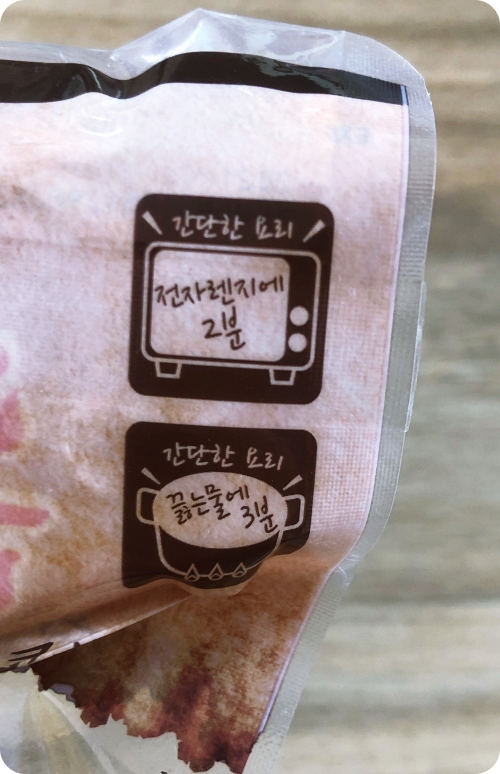 간단한 요리
전자렌지에
2분
간단한 요리
끓는물에
3분